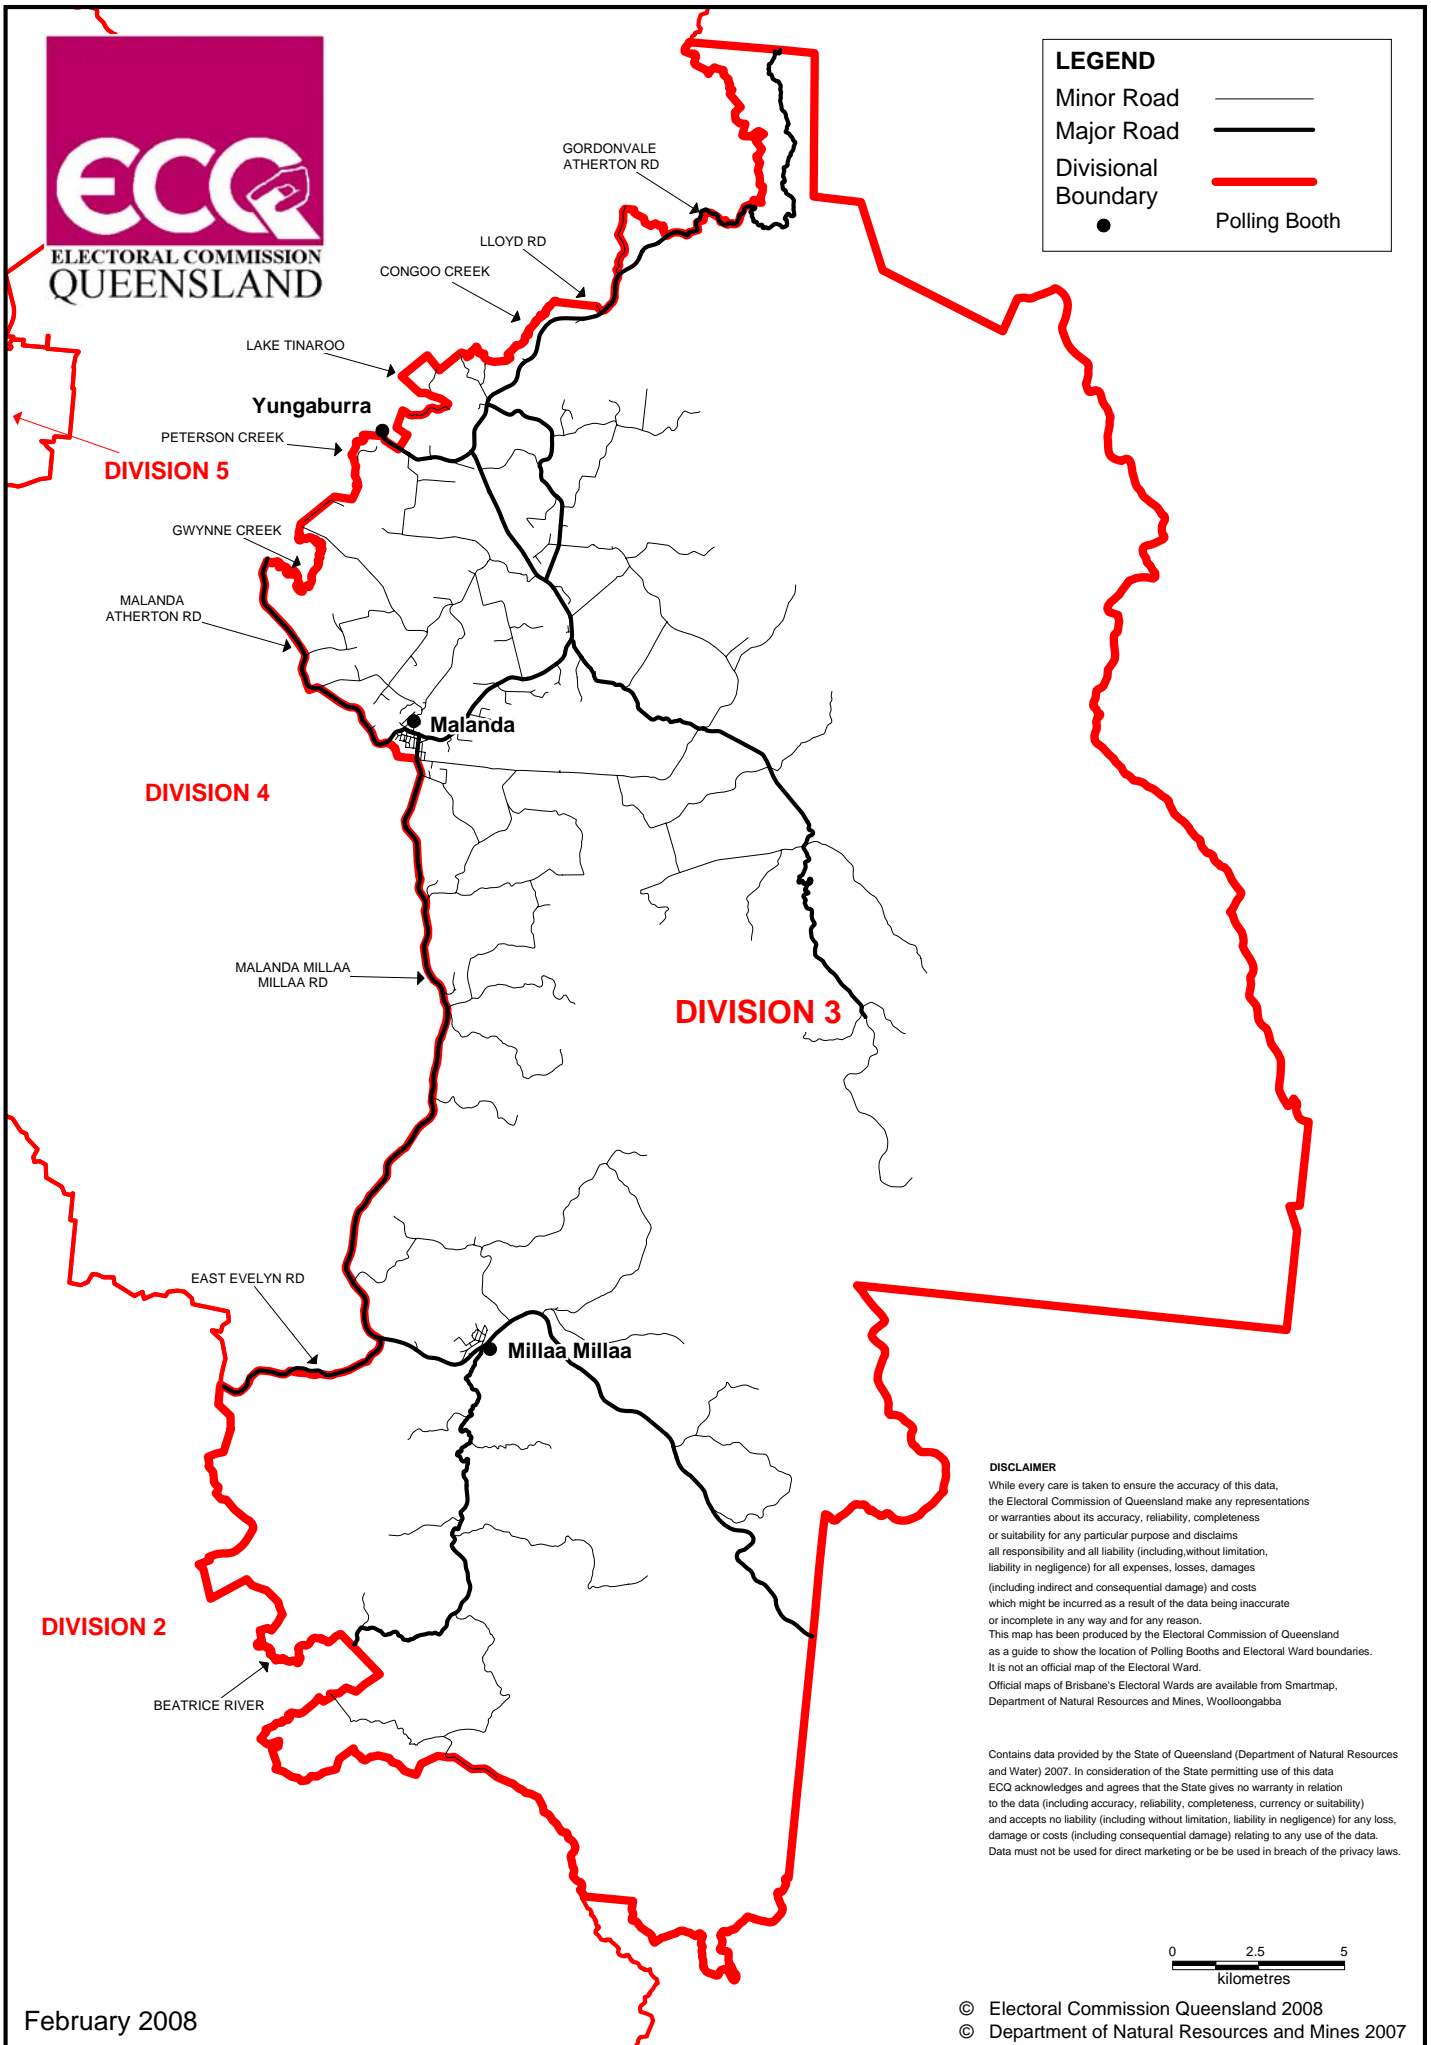 ECQ
ELECTORAL COMMISSION
QUEENSLAND
LEGEND
Minor Road
Major Road
Divisional
Boundary
Polling Booth
GORDONVALE
ATHERTON RD
LLOYD RD
CONGOO CREEK
LAKE TINAROO
Yungaburra
PETERSON CREEK
DIVISION 5
GWYNNE CREEK
MALANDA
ATHERTON RD
Malanda
DIVISION 4
MALANDA MILLAA
MILLAA RD
DIVISION 3
EAST EVELYN RD
Millaa Millaa
DIVISION 2
BEATRICE RIVER
DISCLAIMER
While every care is taken to ensure the accuracy of this data,
the Electoral Commission of Queensland make any representations
or warranties about its accuracy, reliability, completeness
or suitability for any particular purpose and disclaims
all responsibility and all liability (including,without limitation,
liability in negligence) for all expenses, losses, damages
(including indirect and consequential damage) and costs
which might be incurred as a result of the data being inaccurate
or incomplete in any way and for any reason.
This map has been produced by the Electoral Commission of Queensland
as a guide to show the location of Polling Booths and Electoral Ward boundaries.
It is not an official map of the Electoral Ward.
Official maps of Brisbane's Electoral Wards are available from Smartmap,
Department of Natural Resources and Mines, Woolloongabba
Contains data provided by the State of Queensland (Department of Natural Resources
and Water) 2007. In consideration of the State permitting use of this data
ECQ acknowledges and agrees that the State gives no warranty in relation
to the data (including accuracy, reliability, completeness, currency or suitability)
and accepts no liability (including without limitation, liability in negligence) for any loss,
damage or costs (including consequential damage) relating to any use of the data.
Data must not be used for direct marketing or be be used in breach of the privacy laws.
0 2.5 5
kilometres
February 2008
© Electoral Commission Queensland 2008
© Department of Natural Resources and Mines 2007